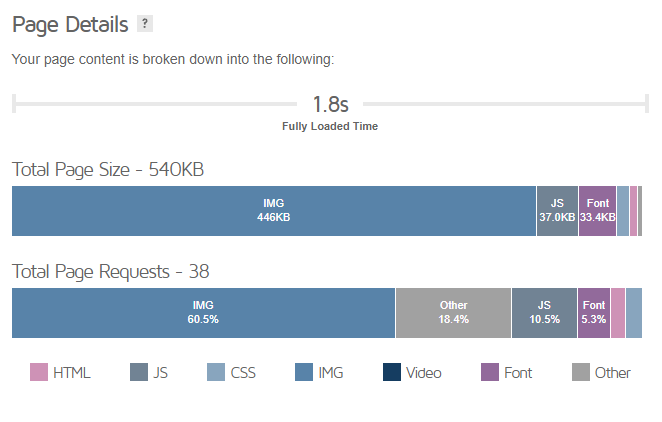 Page Details ?
Your page content is broken down into the following:
1.8s
Fully Loaded Time
Total Page Size - 540KB
IMG JS Font
446KB 37.0KB 33.4KB
Total Page Requests - 38
IMG Other JS Font
60.5% 18.4% 10.5% 5.3%
HTML JS CSS IMG Video Font Other